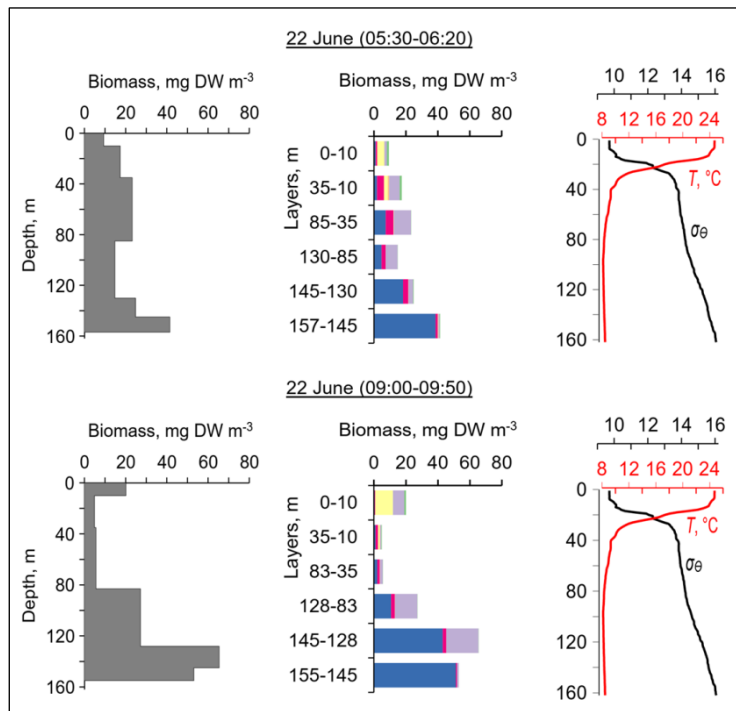 22 June (05:30-06:20)
Biomass, mg DW m-3
0 20 40 60 80
Depth, m
0
40
80
120
160
Biomass, mg DW m-3
0 20 40 60 80
Layers, m
0-10
35-10
85-35
130-85
145-130
157-145
10 12 14 16
8 12 16 20 24
0
40
80
120
160
T, °C
σθ
22 June (09:00-09:50)
Biomass, mg DW m-3
0 20 40 60 80
Depth, m
0
40
80
120
160
Biomass, mg DW m-3
0 20 40 60 80
Layers, m
0-10
35-10
83-35
128-83
145-128
155-145
10 12 14 16
8 12 16 20 24
0
40
80
120
160
T, °C
σθ